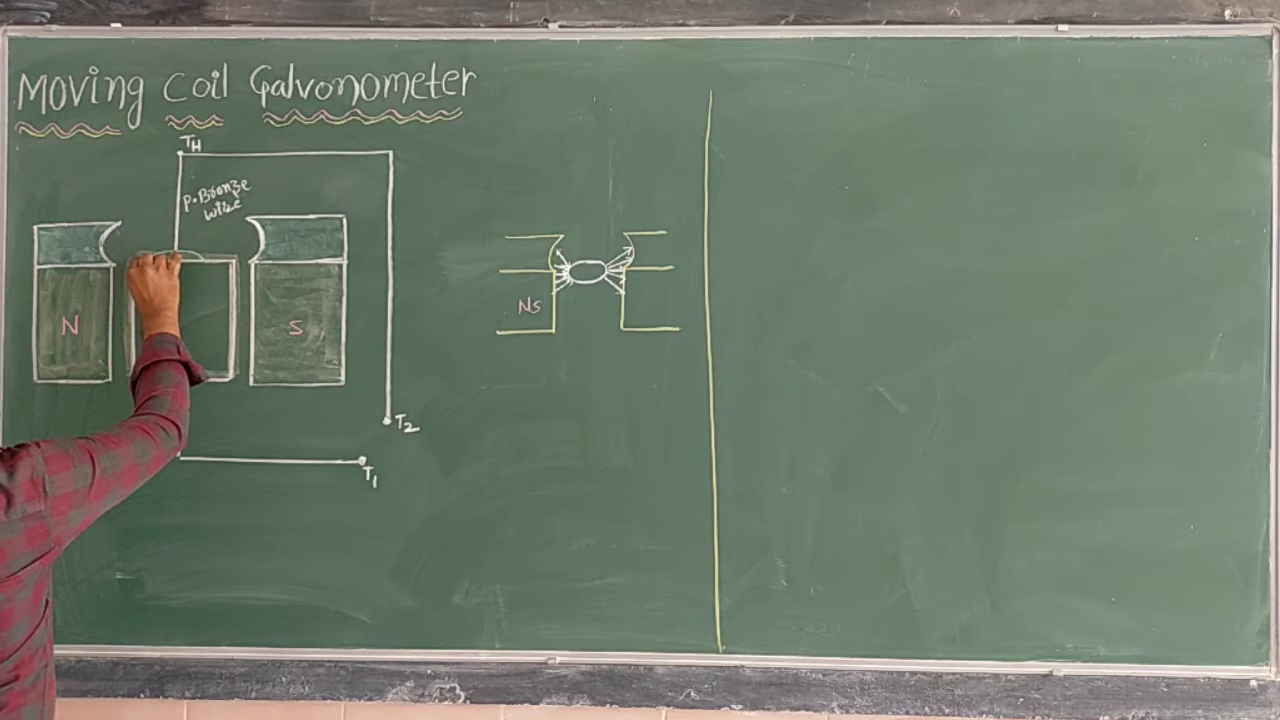 Moving Coil Galvonometer
TH
P.Bronze
wire
N
S
NS
T2
T1